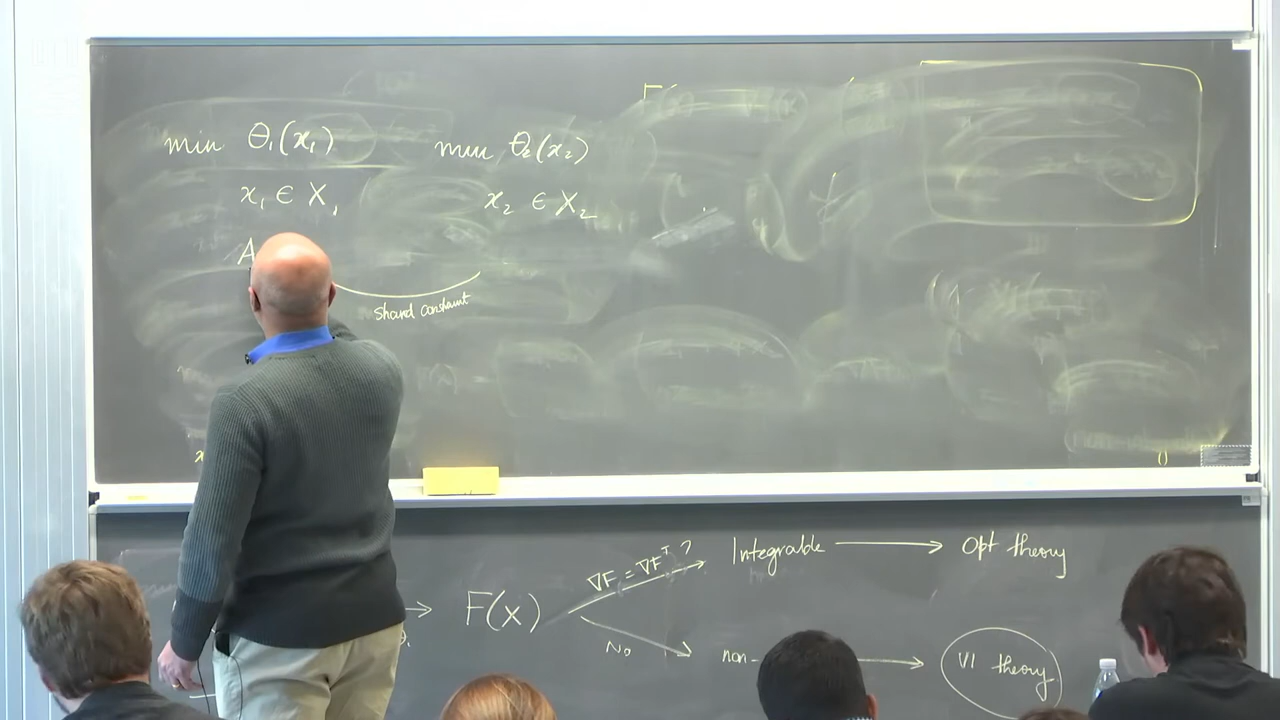 min θ₁(x₁)
x₁ ∈ X₁
A
min θ₂(x₂)
x₂ ∈ X₂
shared constraint
x
F(x)
∇F = ∇Fᵀ ?
Integrable
Opt theory
No
non-
VI theory